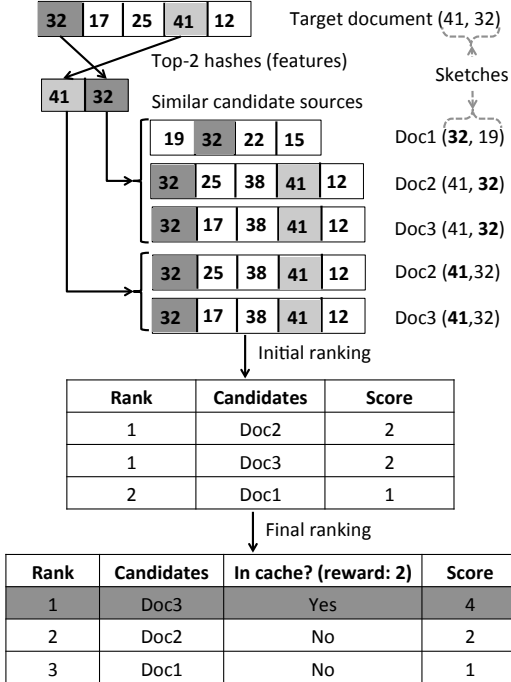 32 17 25 41 12
Target document (41, 32)
Top-2 hashes (features)
Sketches
41 32
Similar candidate sources
19 32 22 15
Doc1 (32, 19)
32 25 38 41 12
Doc2 (41, 32)
32 17 38 41 12
Doc3 (41, 32)
32 25 38 41 12
Doc2 (41,32)
32 17 38 41 12
Doc3 (41,32)
Initial ranking
Rank Candidates Score
1 Doc2 2
1 Doc3 2
2 Doc1 1
Final ranking
Rank Candidates In cache? (reward: 2) Score
1 Doc3 Yes 4
2 Doc2 No 2
3 Doc1 No 1